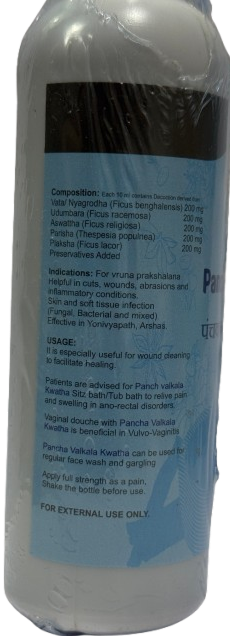 Composition: Each 10 ml contains Decoction derived from
Vata/ Nyagrodha (Ficus benghalensis) 200 mg
Udumbara (Ficus racemosa) 200 mg
Aswattha (Ficus religiosa) 200 mg
Parisha (Thespesia populnea) 200 mg
Plaksha (Ficus lacor) 200 mg
Preservatives Added
Indications: For vruna prakshalana
Helpful in cuts, wounds, abrasions and
inflammatory conditions.
Skin and soft tissue infection
(Fungal, Bacterial and mixed)
Effective in Yonivyapath, Arshas.
USAGE:
It is especially useful for wound cleaning
to facilitate healing.
Patients are advised for Panch valkala
Kwatha Sitz bath/Tub bath to relive pain
and swelling in ano-rectal disorders.
Vaginal douche with Pancha Valkala
Kwatha is beneficinl in Vulvo-Vaginitis
Pancha Valkala Kwatha can be used for
regular face wash and gargling
Apply full strength as a pain,
Shake the bottle before use.
FOR EXTERNAL USE ONLY.
Pan
पंच